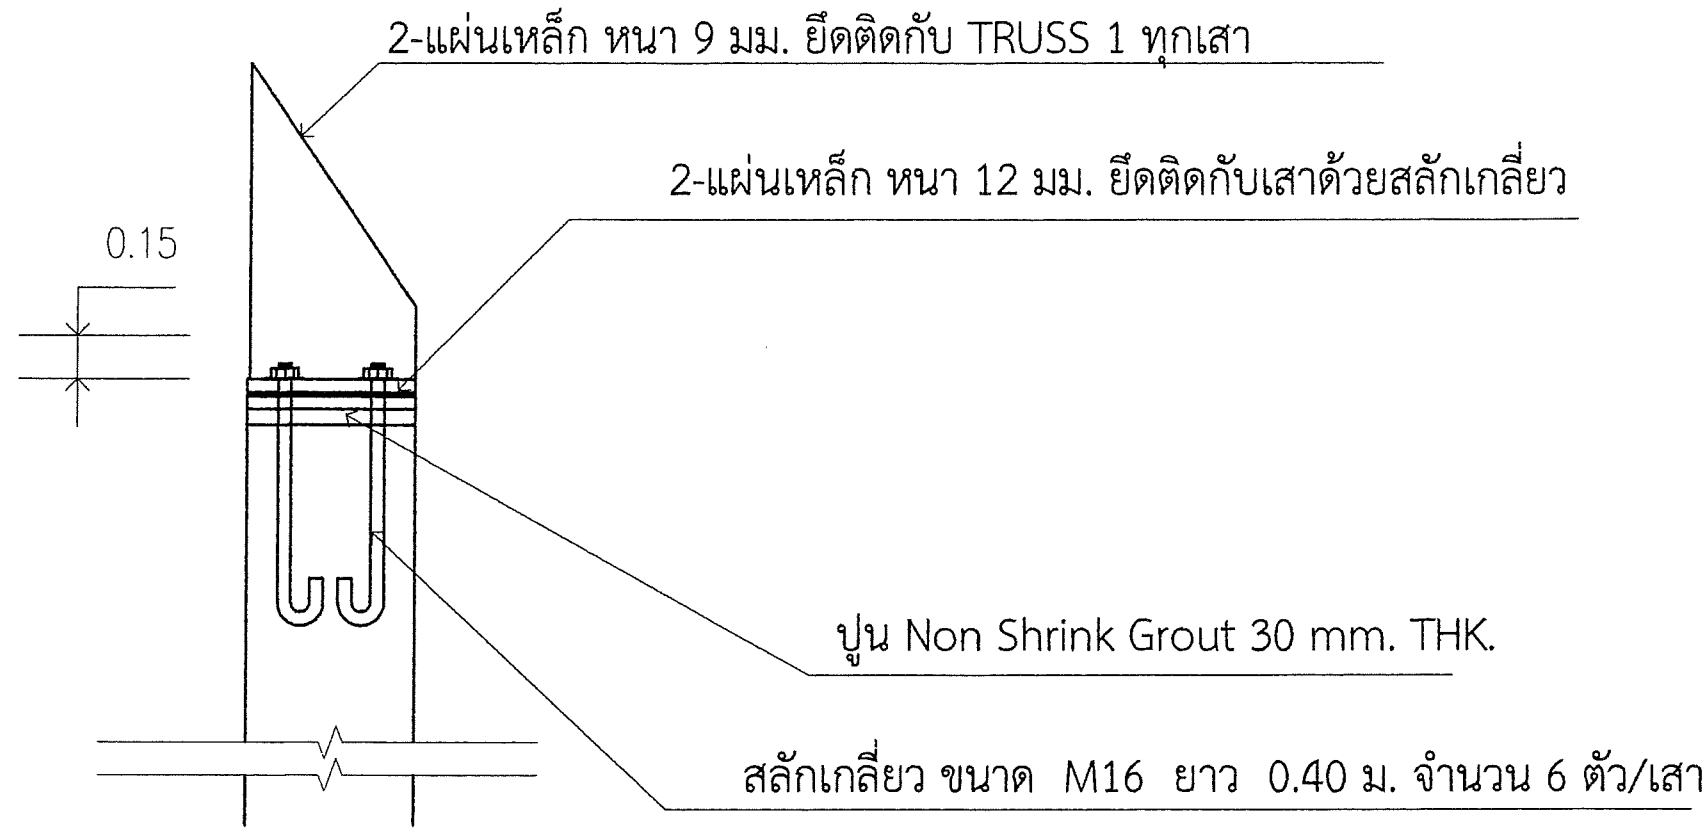 2-แผ่นเหล็ก หนา 9 มม. ยึดติดกับ TRUSS 1 ทุกเสา
2-แผ่นเหล็ก หนา 12 มม. ยึดติดกับเสาด้วยสลักเกลี่ยว
0.15
ปูน Non Shrink Grout 30 mm. THK.
สลักเกลี่ยว ขนาด M16 ยาว 0.40 ม. จำนวน 6 ตัว/เสา